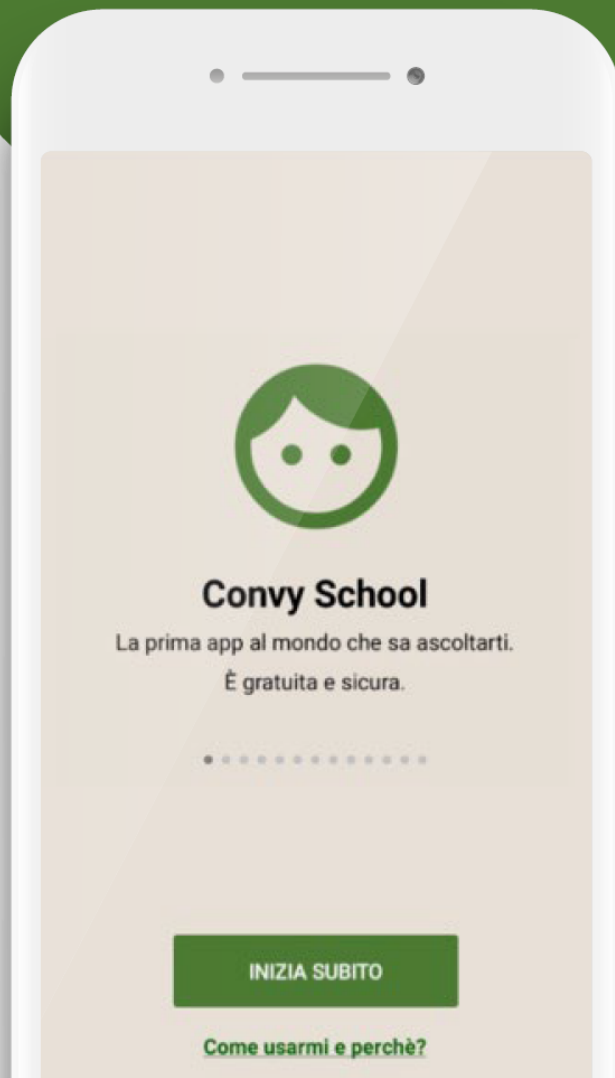 Convy School
La prima app al mondo che sa ascoltarti.
È gratuita e sicura.
INIZIA SUBITO
Come usarmi e perchè?